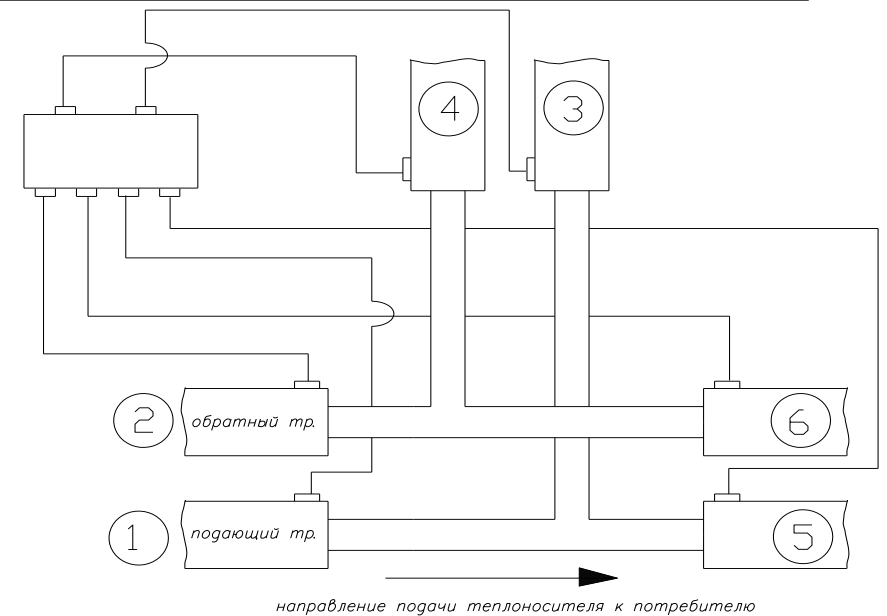 4
3
2
обратный тр.
6
1
подающий тр.
5
направление подачи теплоносителя к потребителю